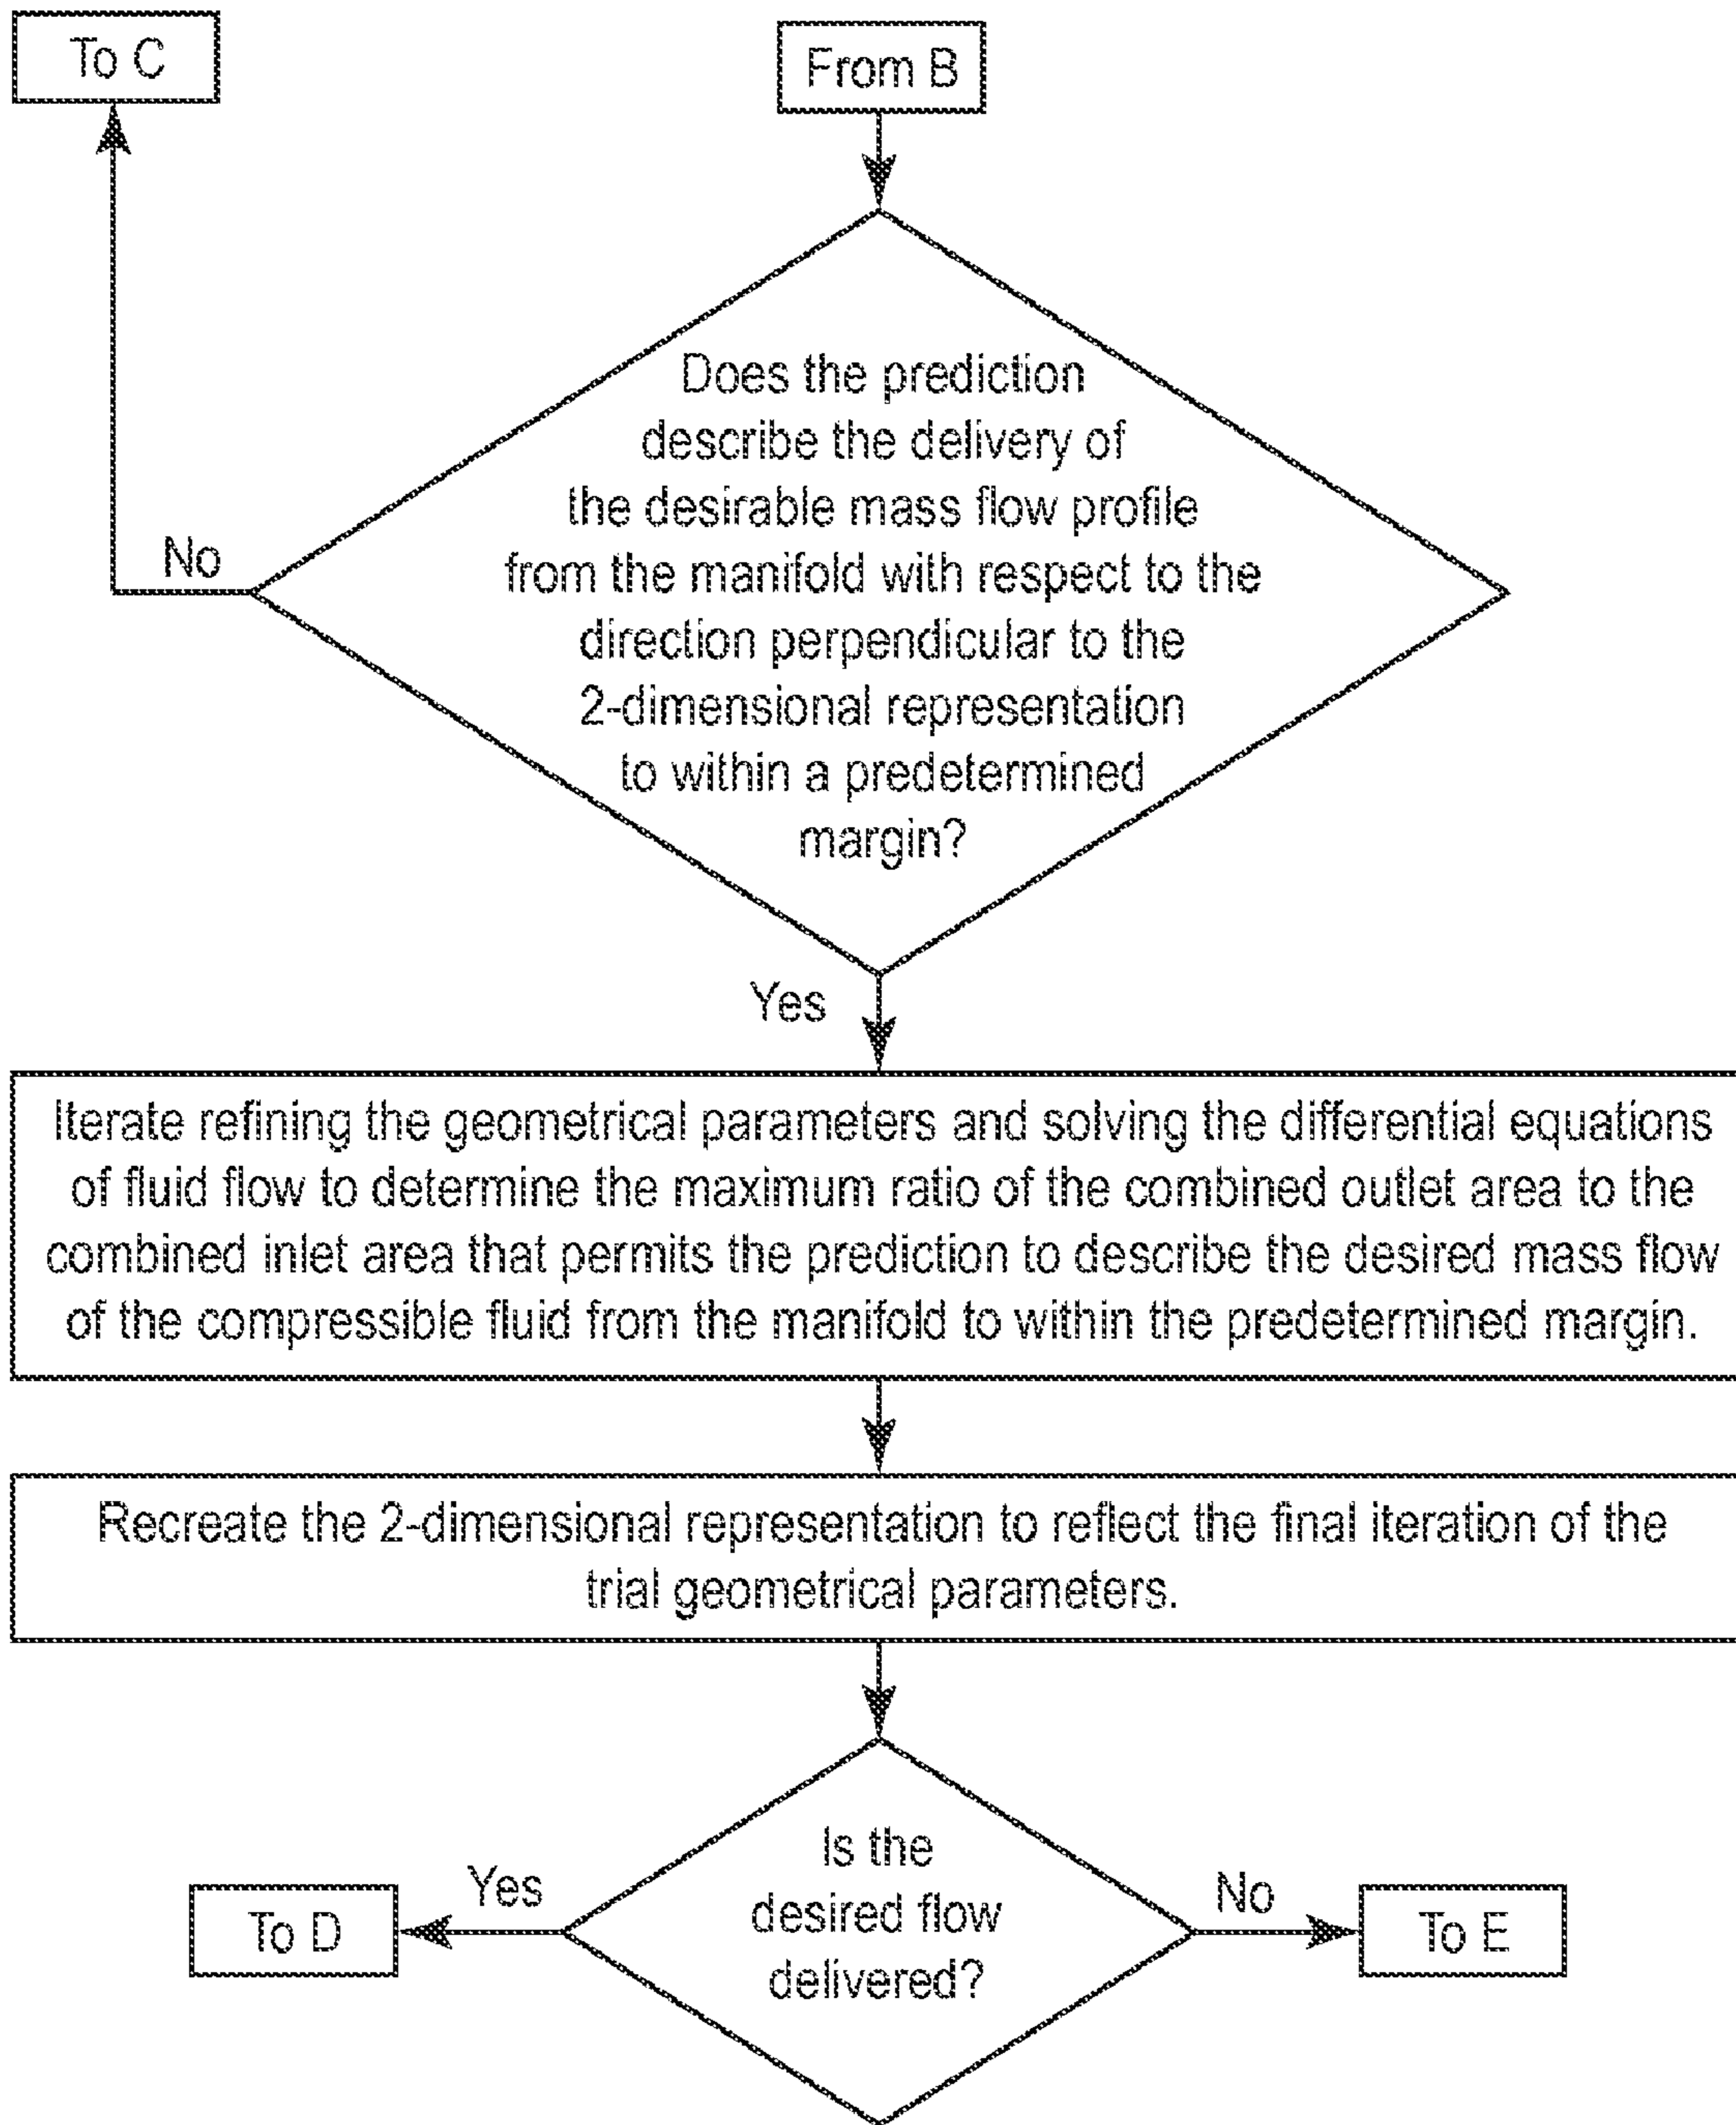 To C
From B
Does the prediction
describe the delivery of
the desirable mass flow profile
from the manifold with respect to the
direction perpendicular to the
2-dimensional representation
to within a predetermined
margin?
No
Yes
Iterate refining the geometrical parameters and solving the differential equations
of fluid flow to determine the maximum ratio of the combined outlet area to the
combined inlet area that permits the prediction to describe the desired mass flow
of the compressible fluid from the manifold to within the predetermined margin.
Recreate the 2-dimensional representation to reflect the final iteration of the
trial geometrical parameters.
Is the
desired flow
delivered?
Yes
To D
No
To E